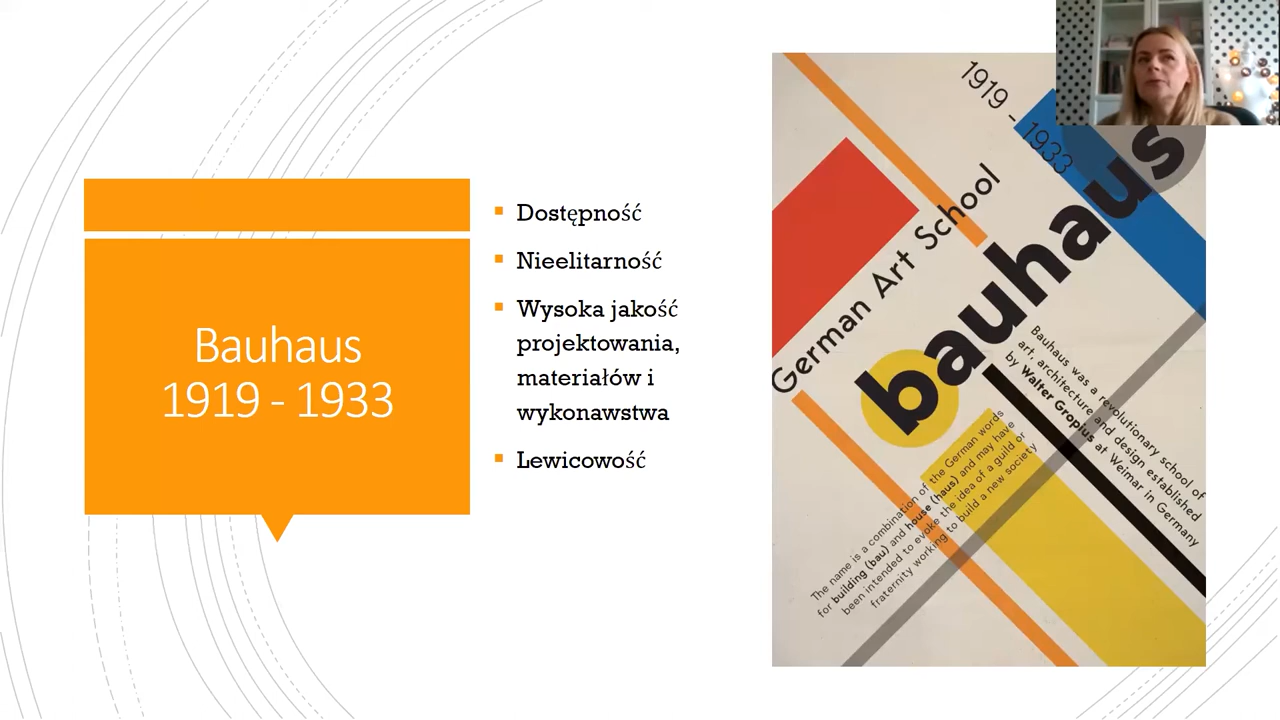 Bauhaus
1919 - 1933
Dostępność
Nieelitarność
Wysoka jakość
projektowania,
materiałów i
wykonawstwa
Lewicowość
1919 - 1933
German Art School
bauhaus
Bauhaus was a revolutionary school of
art, architecture and design established
by Walter Gropius at Weimar in Germany
The name is a combination of the German words
for building (bau) and house (haus) and may have
been intended to evoke the idea of a guild or
fraternity working to build a new society